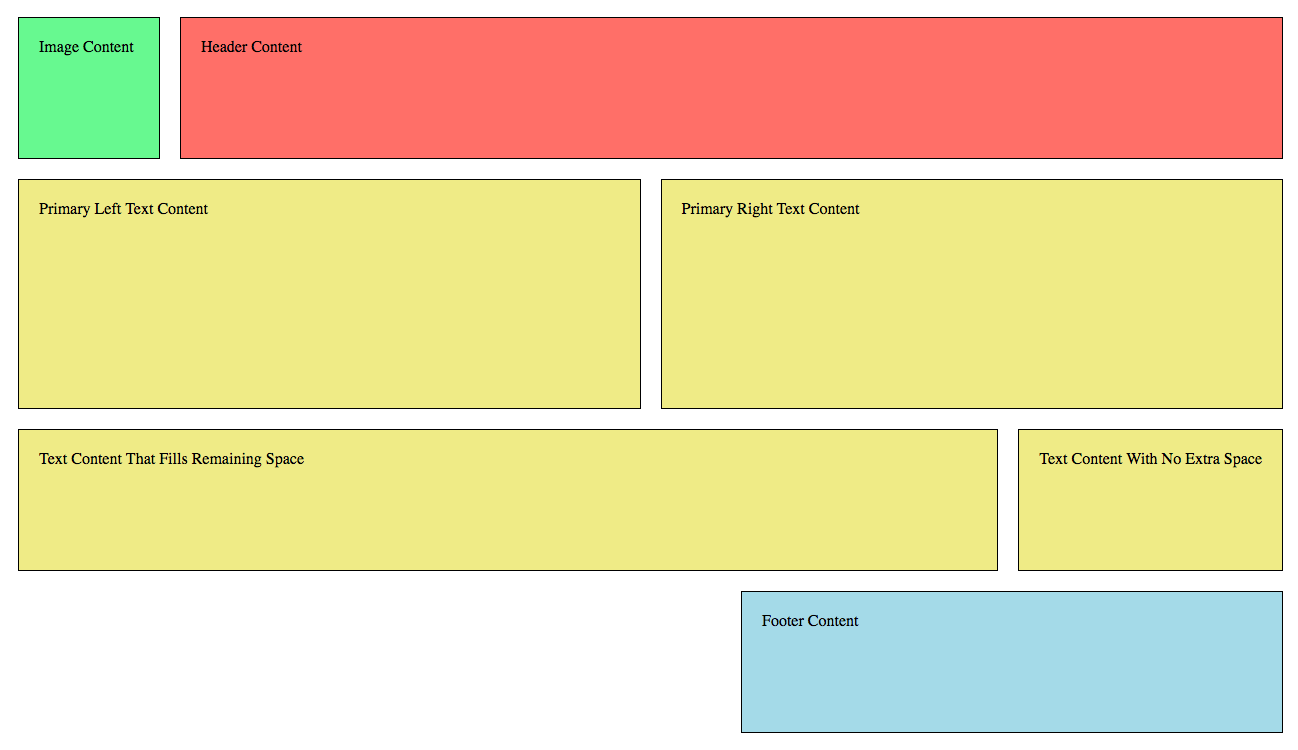 Image Content
Header Content
Primary Left Text Content
Primary Right Text Content
Text Content That Fills Remaining Space
Text Content With No Extra Space
Footer Content